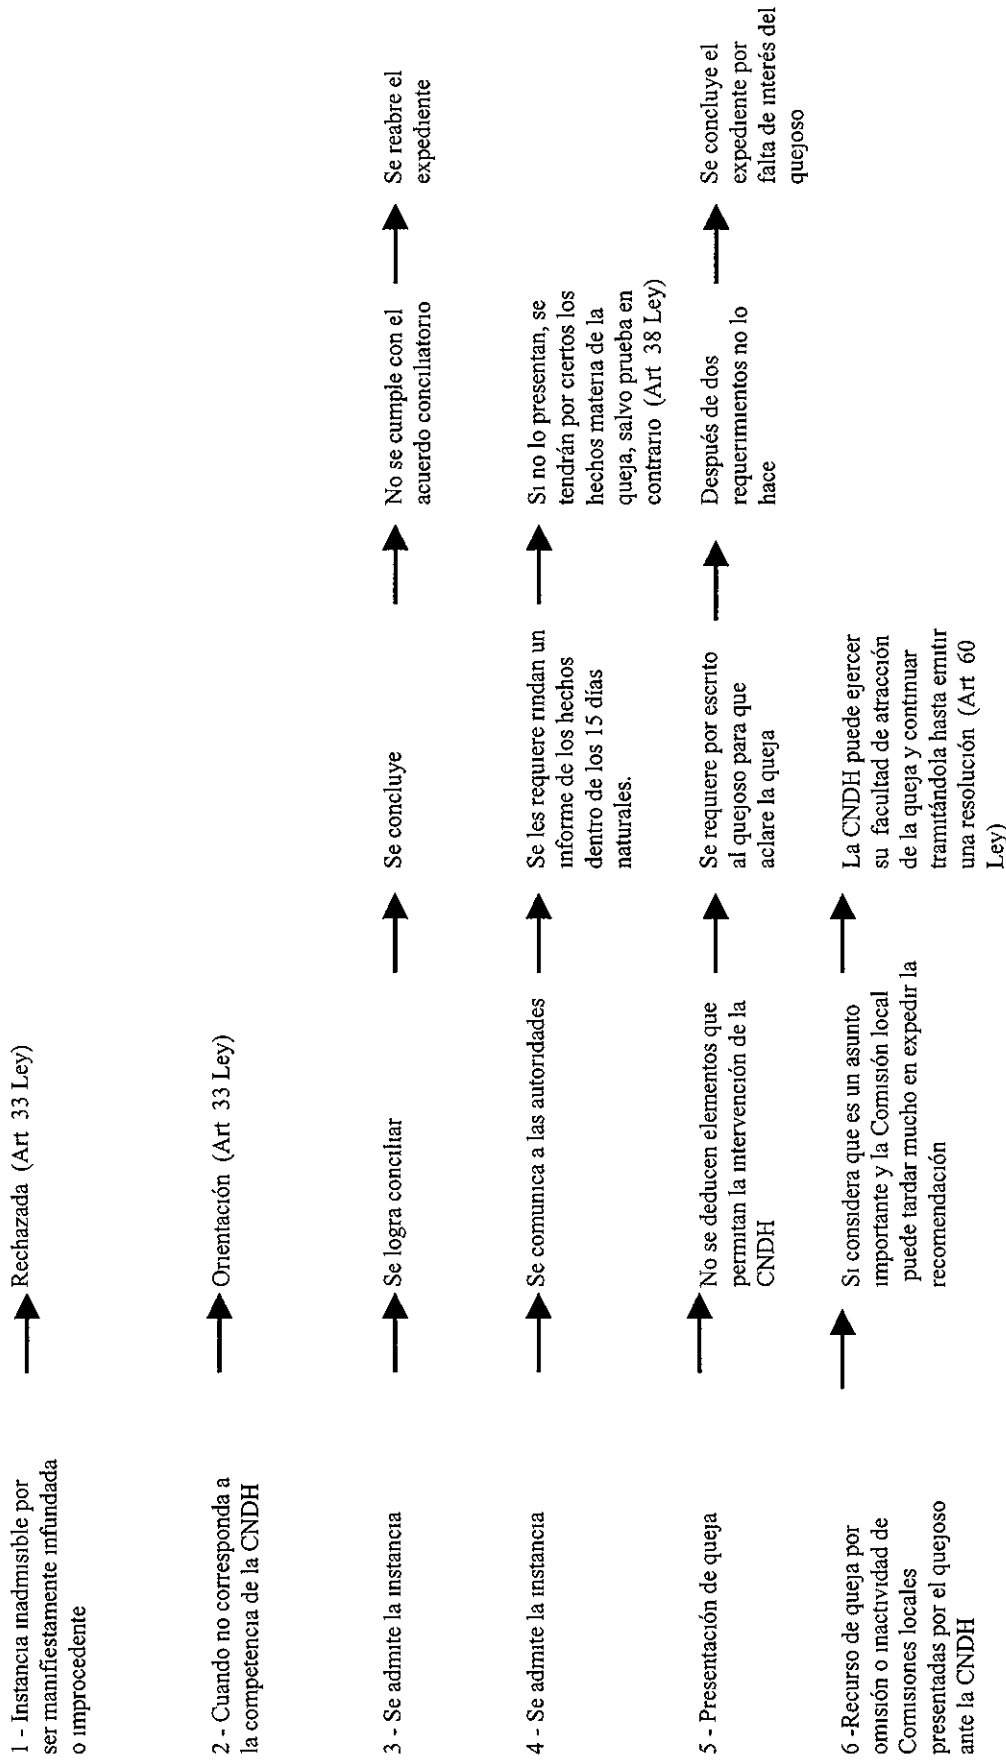 1 - Instancia inadmisible por
ser manifiestamente infundada
o improcedente
Rechazada (Art 33 Ley)
2 - Cuando no corresponda a
la competencia de la CNDH
Orientación (Art 33 Ley)
3 - Se admite la instancia
Se logra conciliar
Se concluye
No se cumple con el
acuerdo conciliatorio
Se reabre el
expediente
4 - Se admite la instancia
Se comunica a las autoridades
Se les requiere rindan un
informe de los hechos
dentro de los 15 días
naturales.
Si no lo presentan, se
tendrán por ciertos los
hechos materia de la
queja, salvo prueba en
contrario (Art 38 Ley)
5 - Presentación de queja
No se deducen elementos que
permitan la intervención de la
CNDH
Se requiere por escrito
al quejoso para que
aclare la queja
Después de dos
requerimientos no lo
hace
Se concluye el
expediente por
falta de interés del
quejoso
6 -Recurso de queja por
omisión o inactividad de
Comisiones locales
presentadas por el quejoso
ante la CNDH
Si considera que es un asunto
importante y la Comisión local
puede tardar mucho en expedir la
recomendación
La CNDH puede ejercer
su facultad de atracción
de la queja y continuar
tramitándola hasta emitir
una resolución (Art 60
Ley)